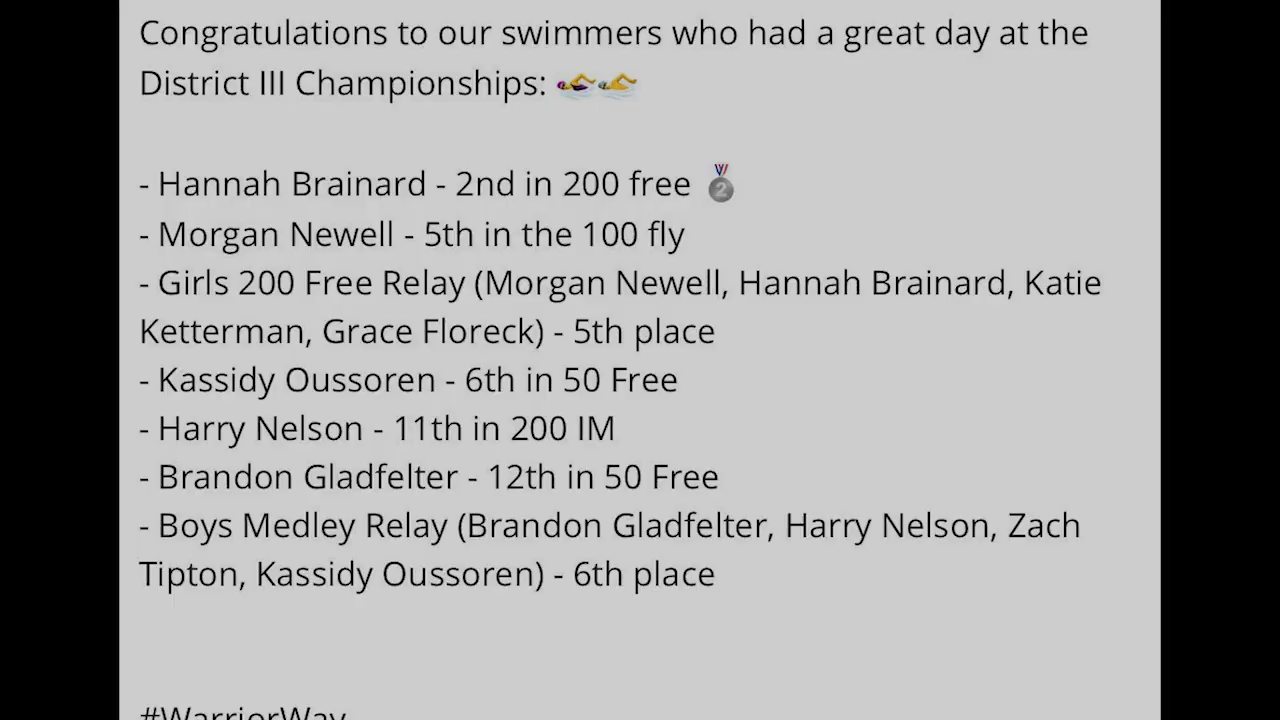 Congratulations to our swimmers who had a great day at the
District III Championships: 🏊‍♀️🏊
- Hannah Brainard - 2nd in 200 free 🥈
- Morgan Newell - 5th in the 100 fly
- Girls 200 Free Relay (Morgan Newell, Hannah Brainard, Katie
Ketterman, Grace Floreck) - 5th place
- Kassidy Oussoren - 6th in 50 Free
- Harry Nelson - 11th in 200 IM
- Brandon Gladfelter - 12th in 50 Free
- Boys Medley Relay (Brandon Gladfelter, Harry Nelson, Zach
Tipton, Kassidy Oussoren) - 6th place
#WarriorWay